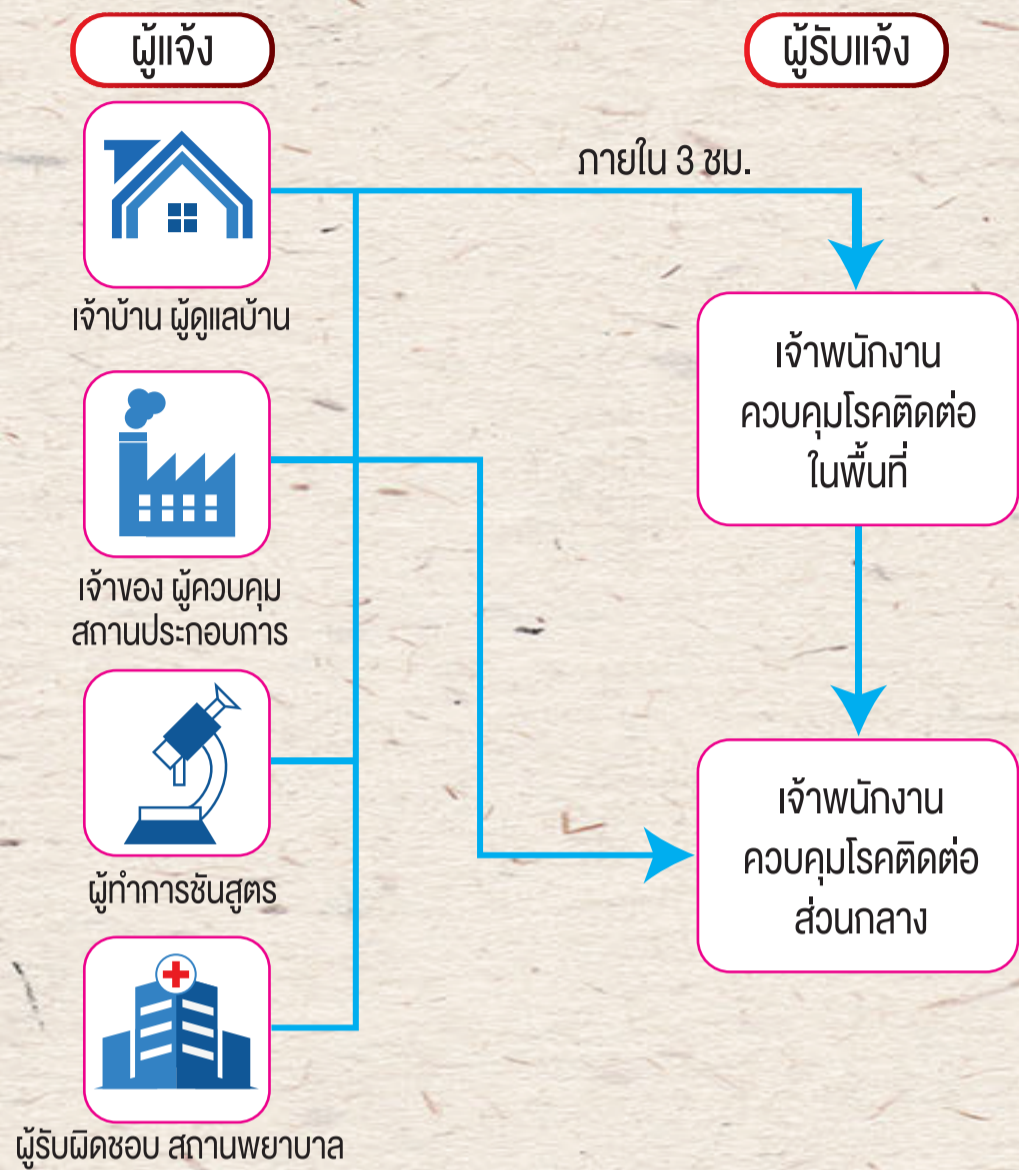 ผู้แจ้ง
ผู้รับแจ้ง
ภายใน 3 ชม.
เจ้าบ้าน ผู้ดูแลบ้าน
เจ้าพนักงาน
ควบคุมโรคติดต่อ
ในพื้นที่
เจ้าของ ผู้ควบคุม
สถานประกอบการ
ผู้ทำการชันสูตร
เจ้าพนักงาน
ควบคุมโรคติดต่อ
ส่วนกลาง
ผู้รับผิดชอบ สถานพยาบาล